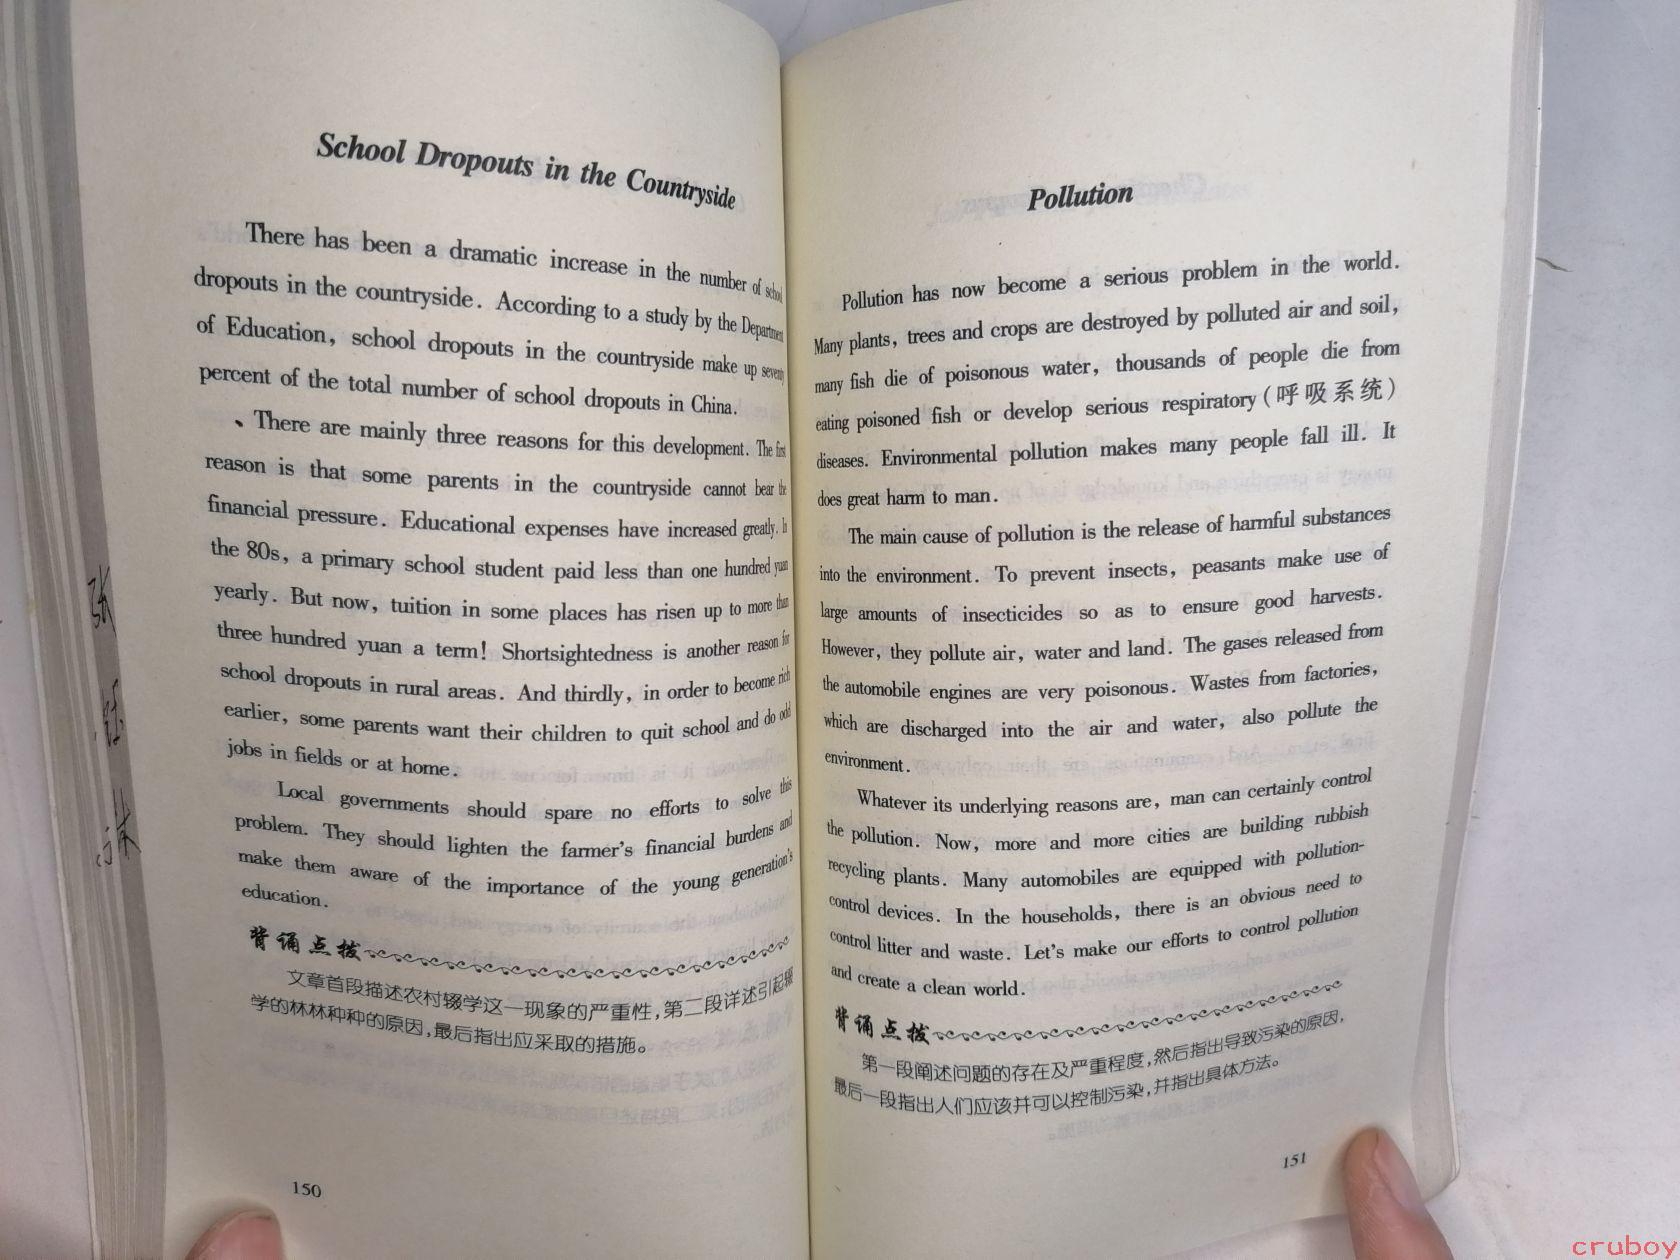 School Dropouts in the Countryside
There has been a dramatic increase in the number of school
dropouts in the countryside. According to a study by the Department
of Education, school dropouts in the countryside make up seventy
percent of the total number of school dropouts in China.
There are mainly three reasons for this development. The first
reason is that some parents in the countryside cannot bear the
financial pressure. Educational expenses have increased greatly. In
the 80s, a primary school student paid less than one hundred yuan
yearly. But now, tuition in some places has risen up to more than
three hundred yuan a term! Shortsightedness is another reason for
school dropouts in rural areas. And thirdly, in order to become rich
earlier, some parents want their children to quit school and do odd
jobs in fields or at home.
Local governments should spare no efforts to solve this
problem. They should lighten the farmer's financial burdens and
make them aware of the importance of the young generation's
education.
背诵点拨
文章首段描述农村辍学这一现象的严重性,第二段详述引起辍
学的林林种种的原因,最后指出应采取的措施。
150
Pollution
Pollution has now become a serious problem in the world.
Many plants, trees and crops are destroyed by polluted air and soil,
many fish die of poisonous water, thousands of people die from
eating poisoned fish or develop serious respiratory(呼吸系统)
diseases. Environmental pollution makes many people fall ill. It
does great harm to man.
The main cause of pollution is the release of harmful substances
into the environment. To prevent insects, peasants make use of
large amounts of insecticides so as to ensure good harvests.
However, they pollute air, water and land. The gases released from
the automobile engines are very poisonous. Wastes from factories,
which are discharged into the air and water, also pollute the
environment.
Whatever its underlying reasons are, man can certainly control
the pollution. Now, more and more cities are building rubbish
recycling plants. Many automobiles are equipped with pollution-
control devices. In the households, there is an obvious need to
control litter and waste. Let's make our efforts to control pollution
and create a clean world.
背诵点拨
第一段阐述问题的存在及严重程度,然后指出导致污染的原因,
最后一段指出人们应该并可以控制污染,并指出具体方法。
151
cruboy